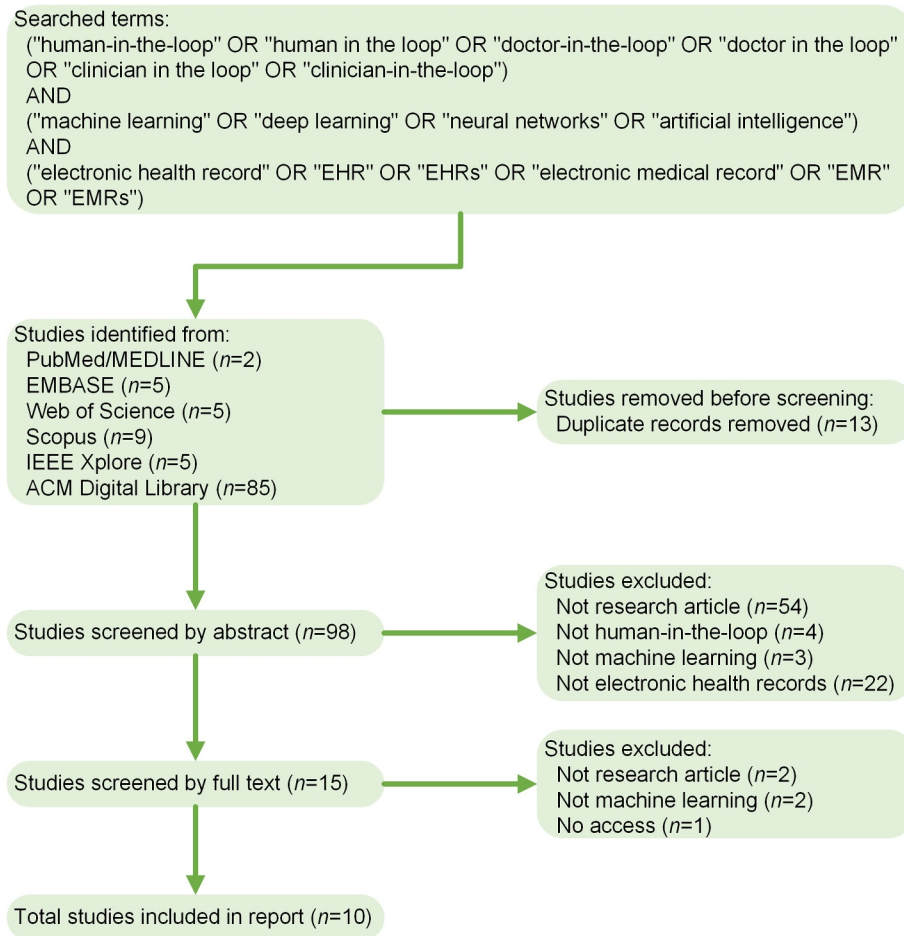 Searched terms:
("human-in-the-loop" OR "human in the loop" OR "doctor-in-the-loop" OR "doctor in the loop"
OR "clinician in the loop" OR "clinician-in-the-loop")
AND
("machine learning" OR "deep learning" OR "neural networks" OR "artificial intelligence")
AND
("electronic health record" OR "EHR" OR "EHRs" OR "electronic medical record" OR "EMR"
OR "EMRs")
Studies identified from:
PubMed/MEDLINE (n=2)
EMBASE (n=5)
Web of Science (n=5)
Scopus (n=9)
IEEE Xplore (n=5)
ACM Digital Library (n=85)
Studies removed before screening:
Duplicate records removed (n=13)
Studies screened by abstract (n=98)
Studies excluded:
Not research article (n=54)
Not human-in-the-loop (n=4)
Not machine learning (n=3)
Not electronic health records (n=22)
Studies screened by full text (n=15)
Studies excluded:
Not research article (n=2)
Not machine learning (n=2)
No access (n=1)
Total studies included in report (n=10)